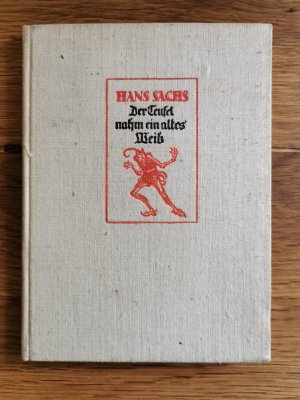 HANS SACHS
Der Teufel
nahm ein altes
Weib